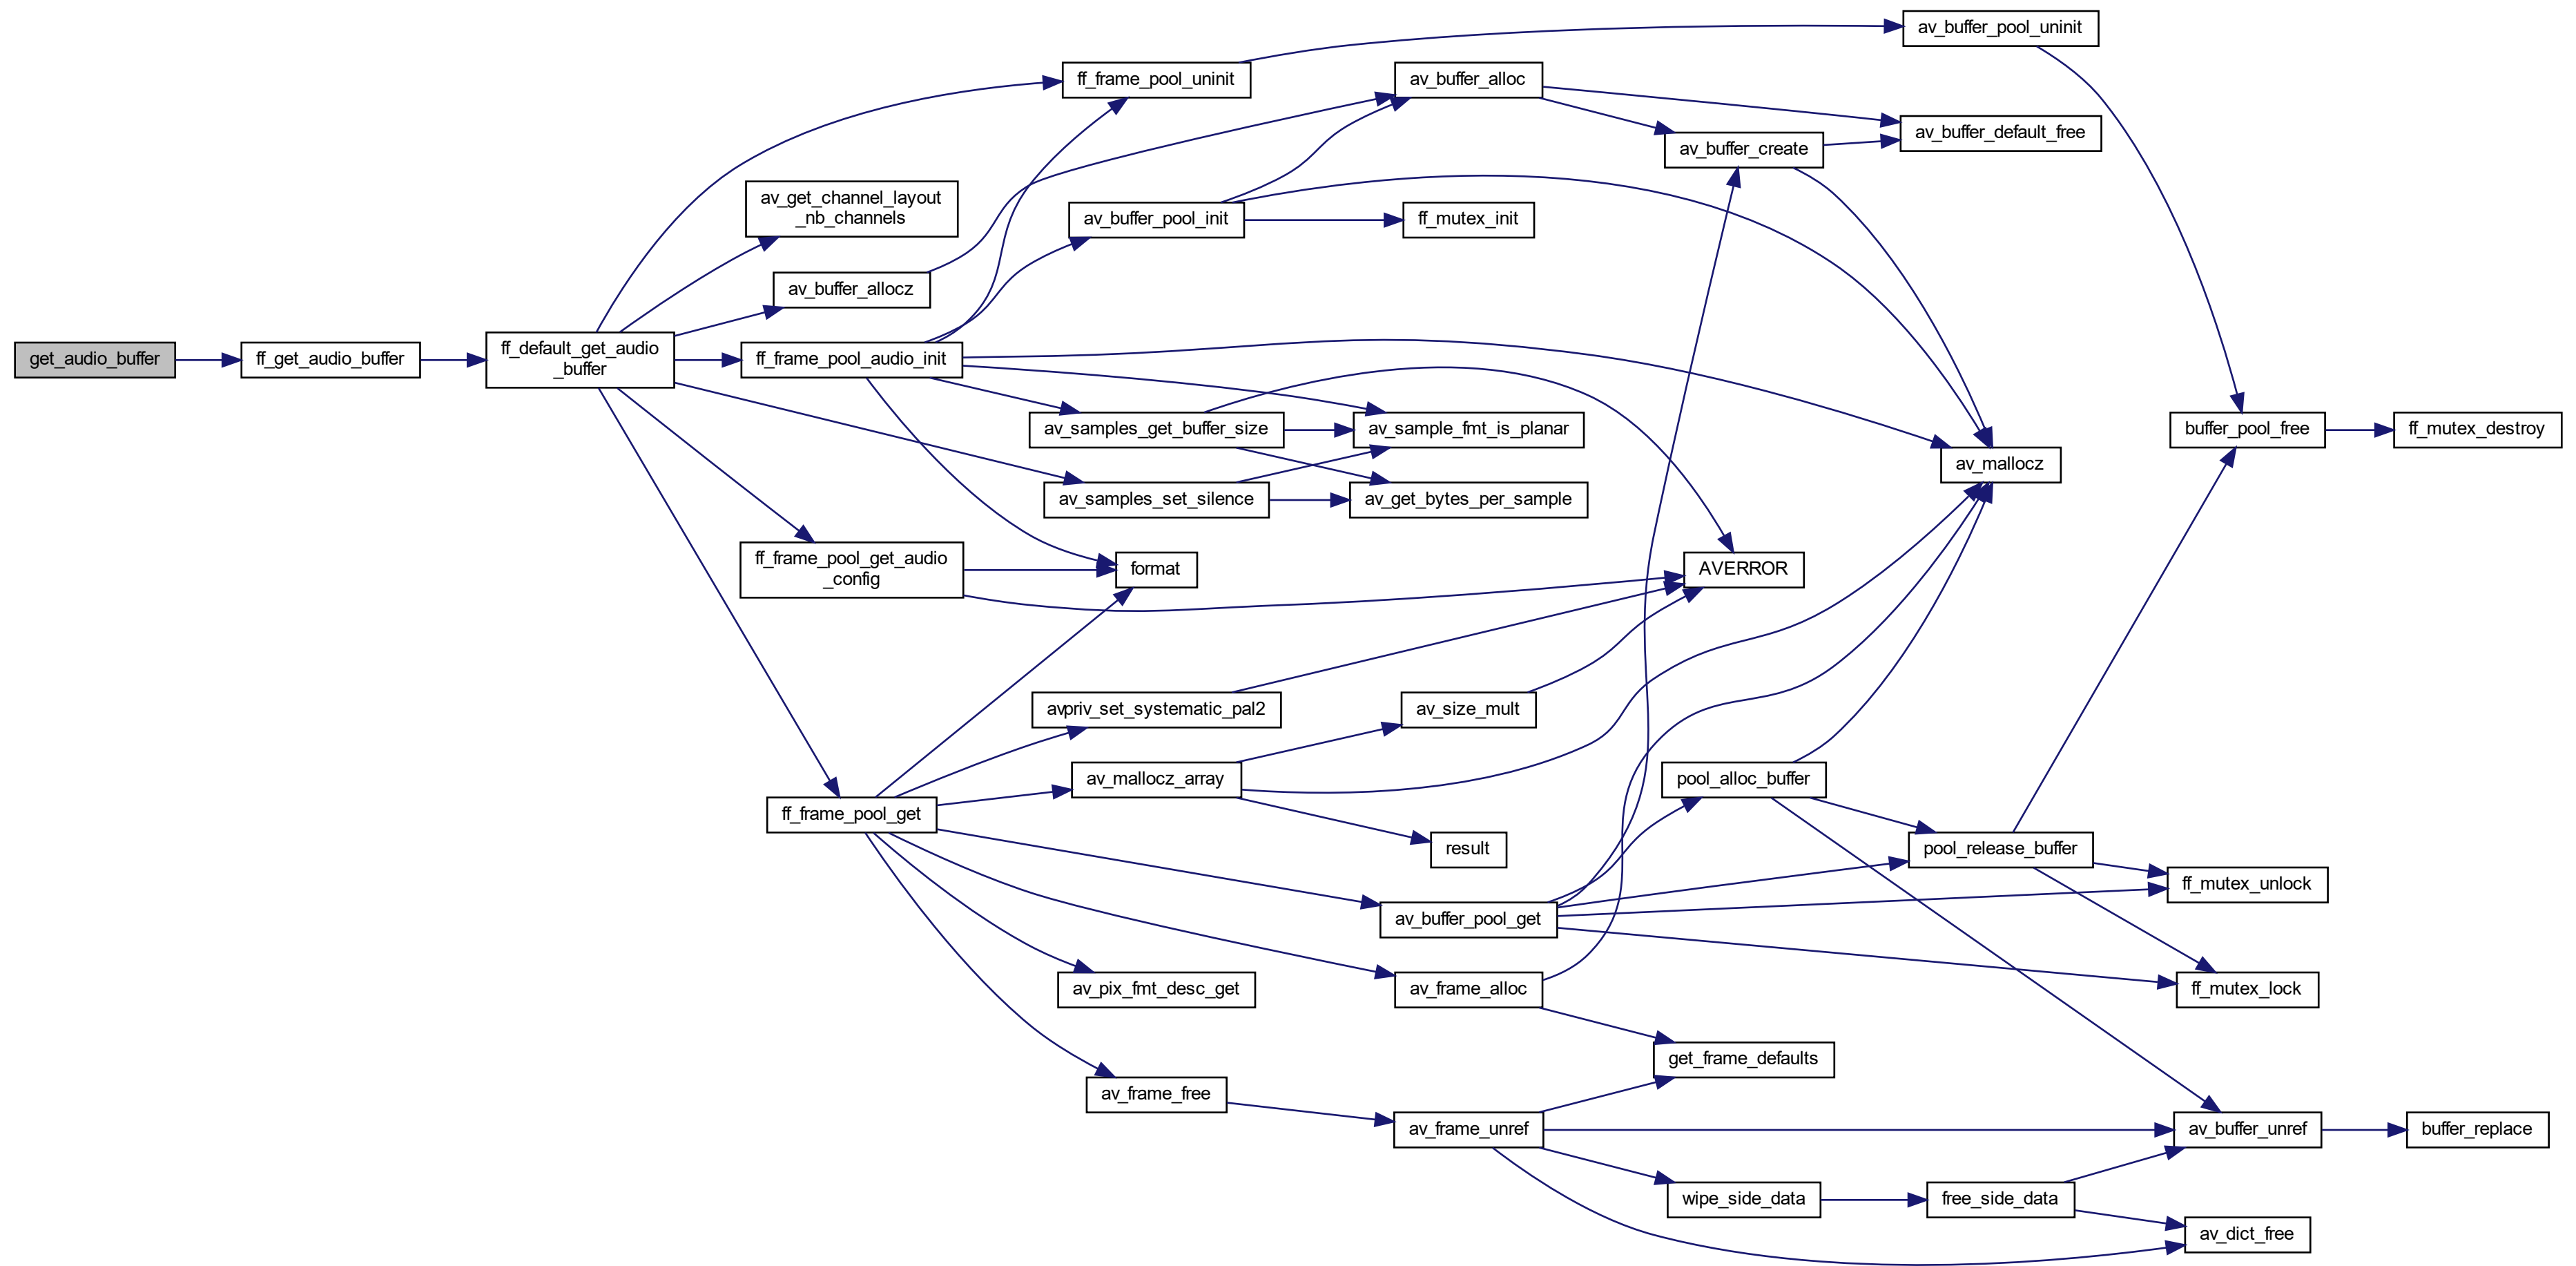 get_audio_buffer
ff_get_audio_buffer
ff_default_get_audio
_buffer
ff_frame_pool_uninit
av_get_channel_layout
_nb_channels
av_buffer_allocz
ff_frame_pool_audio_init
ff_frame_pool_get_audio
_config
ff_frame_pool_get
av_buffer_pool_init
av_samples_get_buffer_size
av_samples_set_silence
format
avpriv_set_systematic_pal2
av_mallocz_array
av_pix_fmt_desc_get
av_frame_free
av_buffer_alloc
ff_mutex_init
av_sample_fmt_is_planar
av_get_bytes_per_sample
av_size_mult
result
av_buffer_pool_get
av_frame_alloc
av_frame_unref
av_buffer_create
AVERROR
pool_alloc_buffer
get_frame_defaults
wipe_side_data
av_buffer_pool_uninit
av_buffer_default_free
av_mallocz
pool_release_buffer
free_side_data
buffer_pool_free
ff_mutex_unlock
ff_mutex_lock
av_buffer_unref
av_dict_free
ff_mutex_destroy
buffer_replace